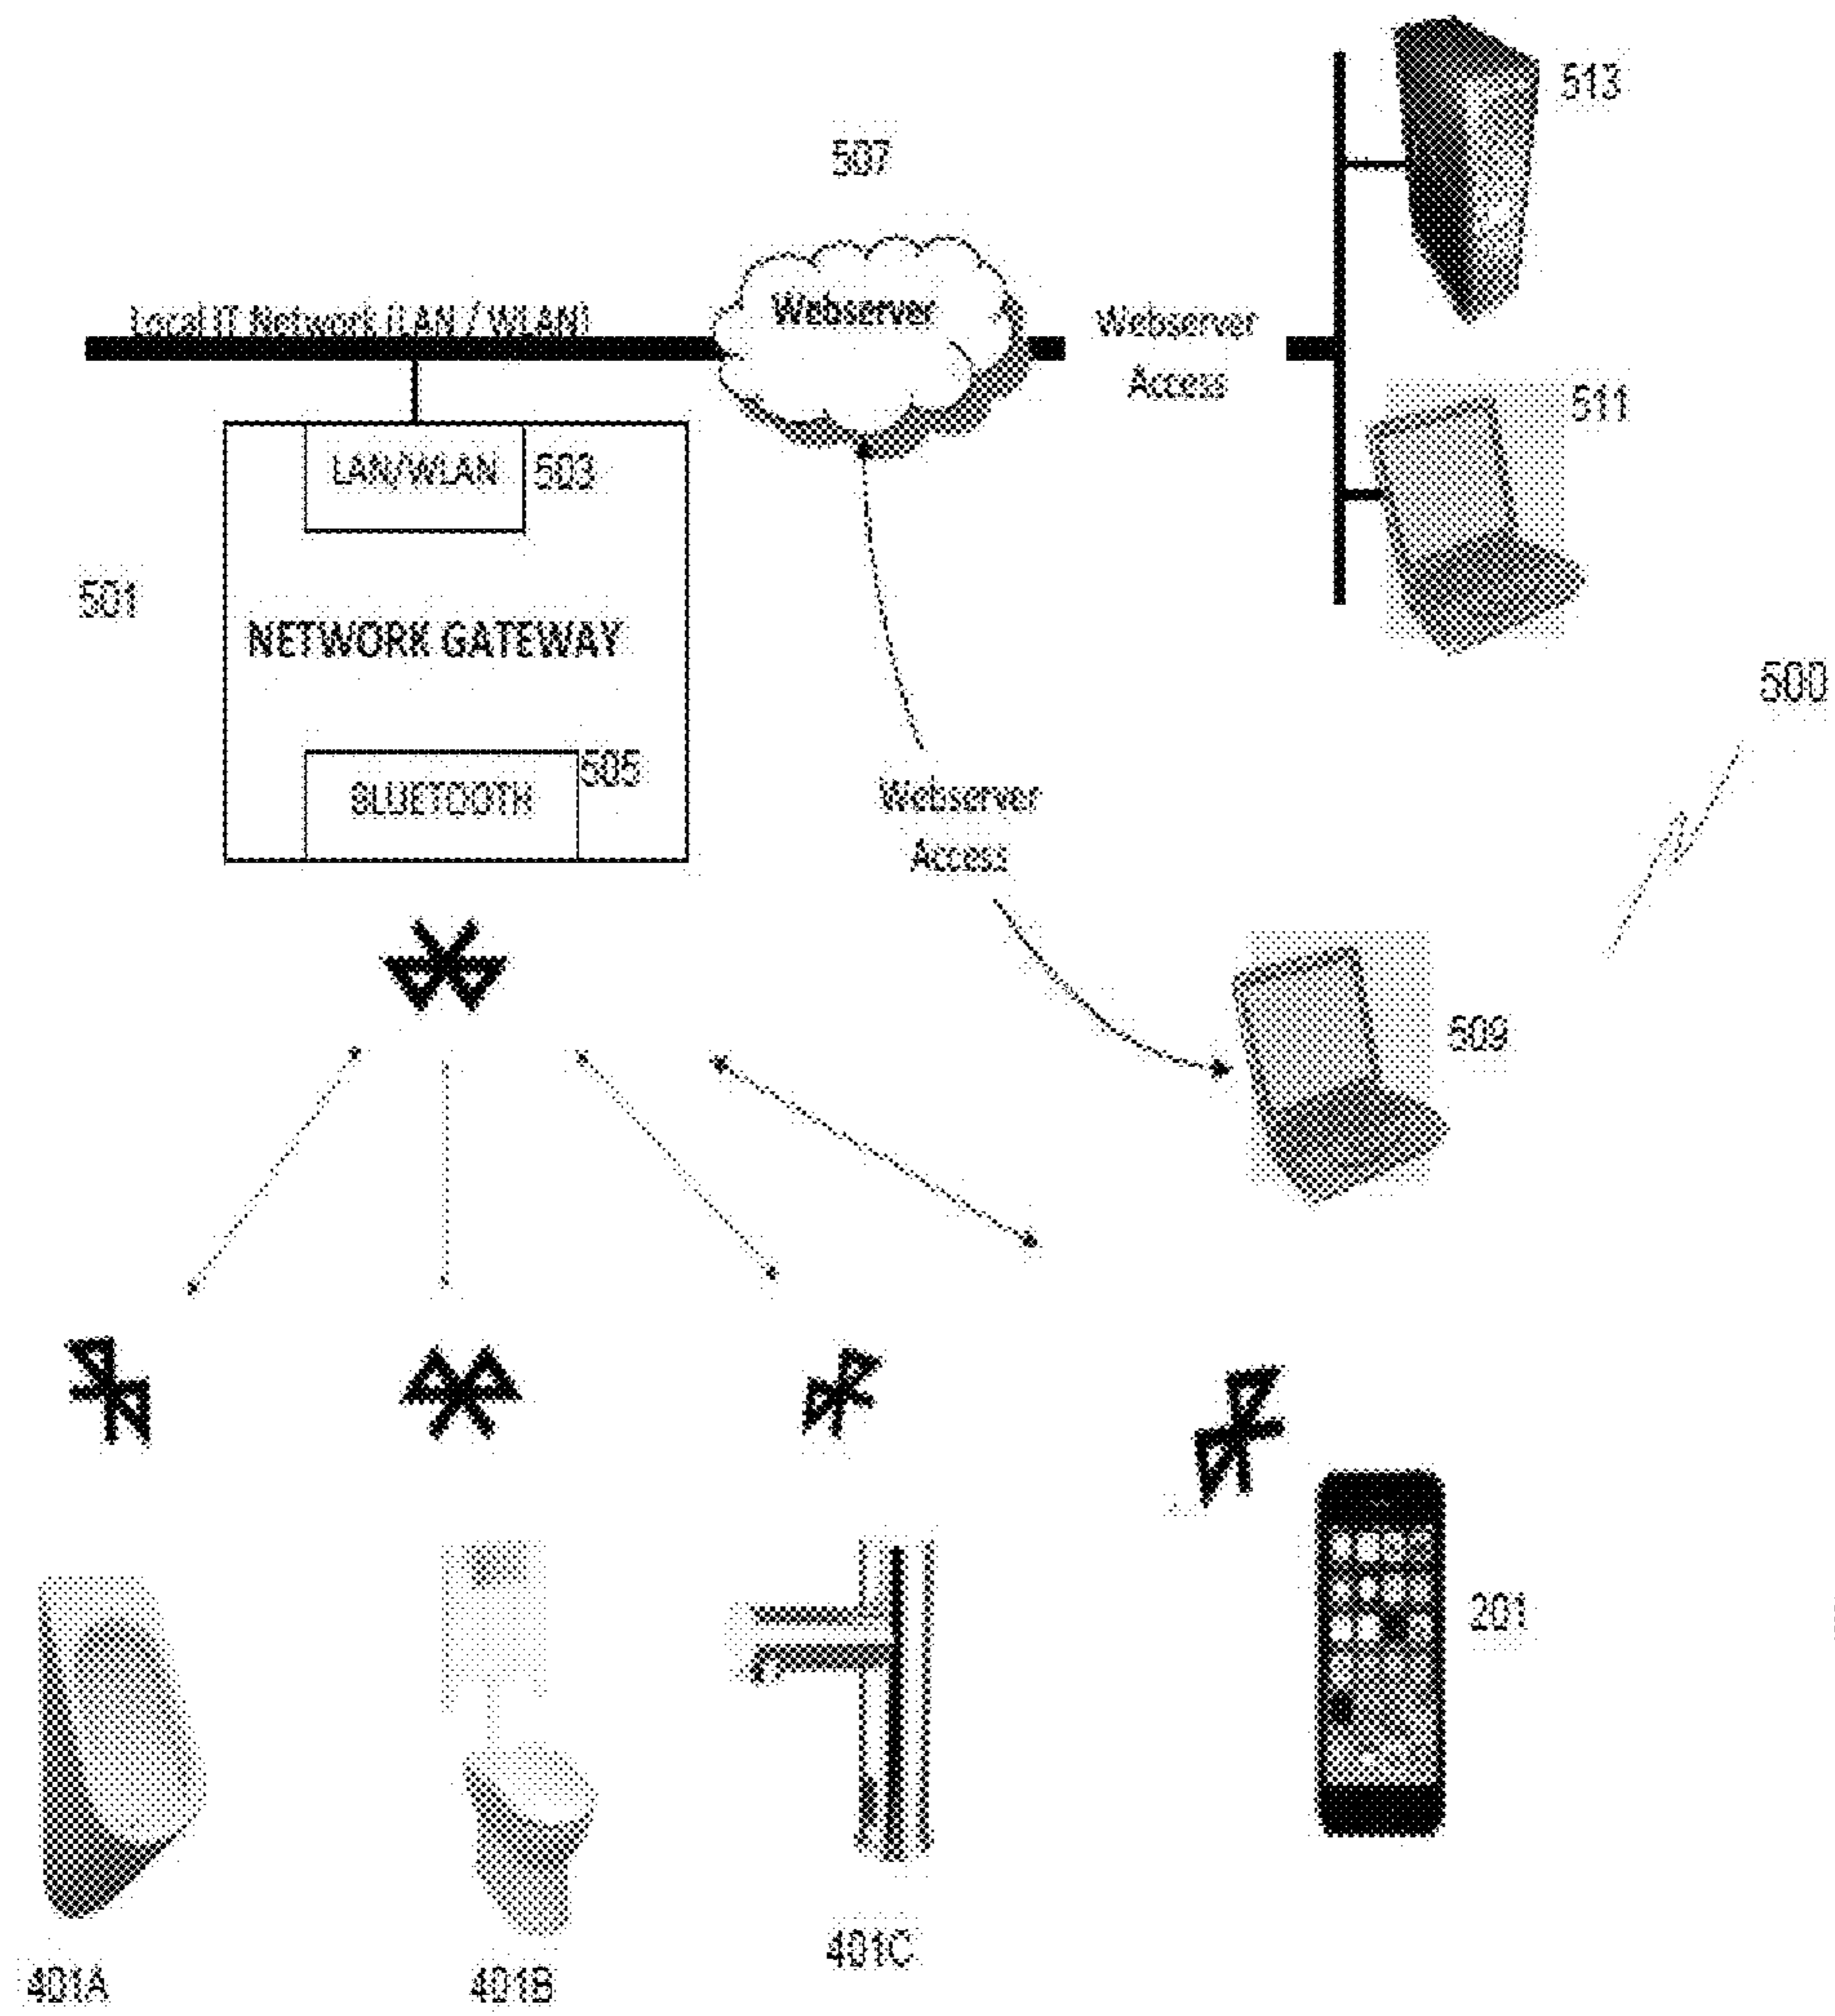 513
507
Local IT Network (LAN / WLAN)
Webserver
Webserver
Access
511
LAN/WLAN
503
501
NETWORK GATEWAY
500
505
BLUETOOTH
Webserver
Access
509
201
401C
401A
401B